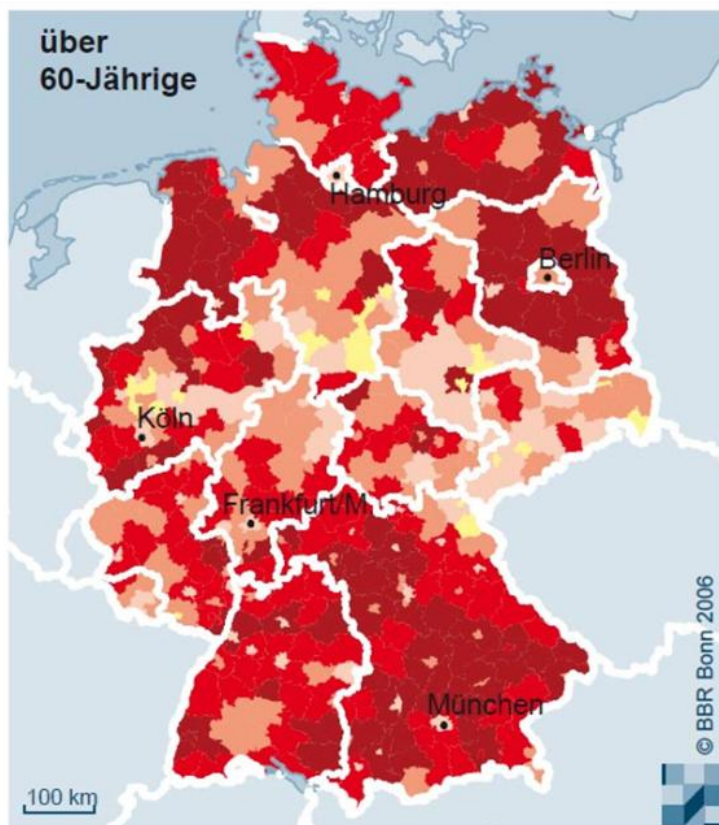 über
60-Jährige
Hamburg
Berlin
Köln
Frankfurt/M.
München
100 km
© BBR Bonn 2006